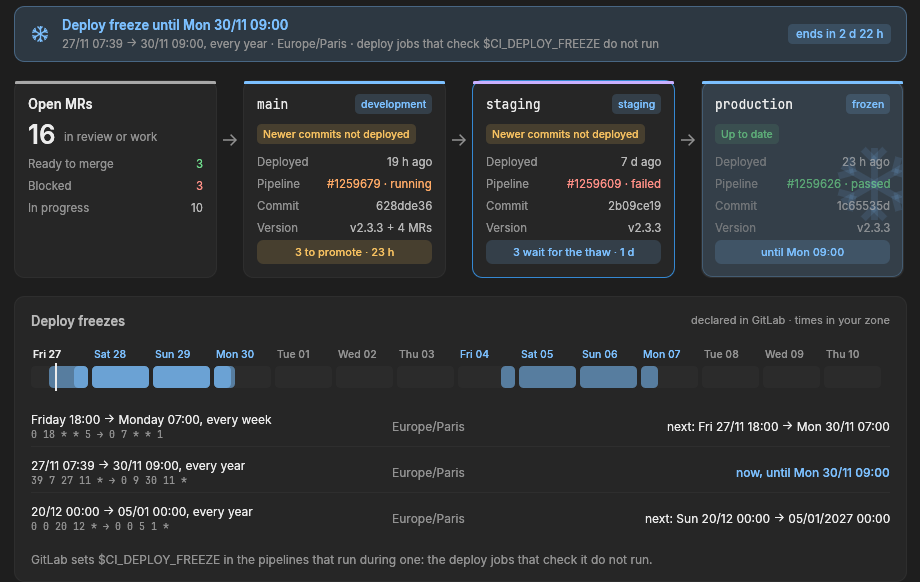 Deploy freeze until Mon 30/11 09:00
27/11 07:39 → 30/11 09:00, every year · Europe/Paris · deploy jobs that check $CI_DEPLOY_FREEZE do not run
ends in 2 d 22 h
Open MRs
16 in review or work
Ready to merge 3
Blocked 3
In progress 10
main development
Newer commits not deployed
Deployed 19 h ago
Pipeline #1259679 · running
Commit 628dde36
Version v2.3.3 + 4 MRs
3 to promote · 23 h
staging staging
Newer commits not deployed
Deployed 7 d ago
Pipeline #1259609 · failed
Commit 2b09ce19
Version v2.3.3
3 wait for the thaw · 1 d
production frozen
Up to date
Deployed 23 h ago
Pipeline #1259626 · passed
Commit 1c65535d
Version v2.3.3
until Mon 09:00
Deploy freezes
declared in GitLab · times in your zone
Fri 27 Sat 28 Sun 29 Mon 30 Tue 01 Wed 02 Thu 03 Fri 04 Sat 05 Sun 06 Mon 07 Tue 08 Wed 09 Thu 10
Friday 18:00 → Monday 07:00, every week
0 18 * * 5 → 0 7 * * 1
Europe/Paris
next: Fri 27/11 18:00 → Mon 30/11 07:00
27/11 07:39 → 30/11 09:00, every year
39 7 27 11 * → 0 9 30 11 *
Europe/Paris
now, until Mon 30/11 09:00
20/12 00:00 → 05/01 00:00, every year
0 0 20 12 * → 0 0 5 1 *
Europe/Paris
next: Sun 20/12 00:00 → 05/01/2027 00:00
GitLab sets $CI_DEPLOY_FREEZE in the pipelines that run during one: the deploy jobs that check it do not run.